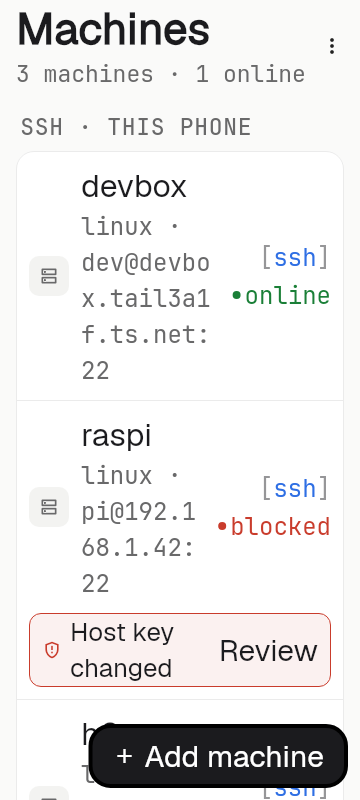 Machines
3 machines · 1 online
SSH · THIS PHONE
devbox
linux ·
dev@devbo
x.tail3a1
f.ts.net:
22
[ssh]
•online
raspi
linux ·
pi@192.1
68.1.42:
22
[ssh]
•blocked
Host key
changed
Review
+ Add machine
[ssh]